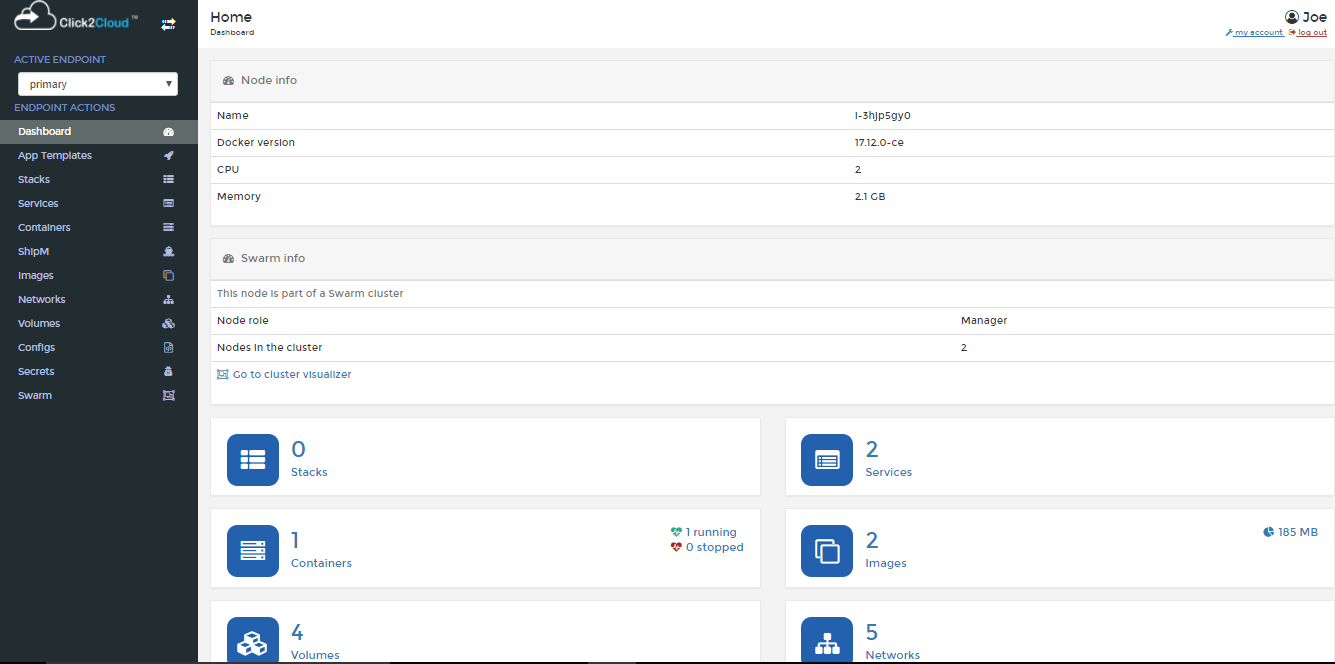 Click2Cloud™
Home
Joe
Dashboard
my account log out
ACTIVE ENDPOINT
primary
ENDPOINT ACTIONS
Dashboard
App Templates
Stacks
Services
Containers
ShipM
Images
Networks
Volumes
Configs
Secrets
Swarm
Node info
Name i-3hjp5gy0
Docker version 17.12.0-ce
CPU 2
Memory 2.1 GB
Swarm info
This node is part of a Swarm cluster
Node role Manager
Nodes in the cluster 2
Go to cluster visualizer
0
Stacks
2
Services
1
Containers
1 running
0 stopped
2
Images
185 MB
4
Volumes
5
Networks